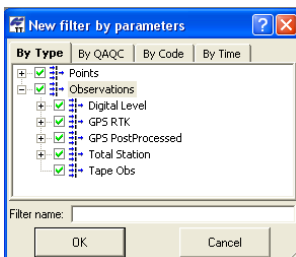 New filter by parameters
By Type By QAQC By Code By Time
Points
Observations
Digital Level
GPS RTK
GPS PostProcessed
Total Station
Tape Obs
Filter name:
OK Cancel